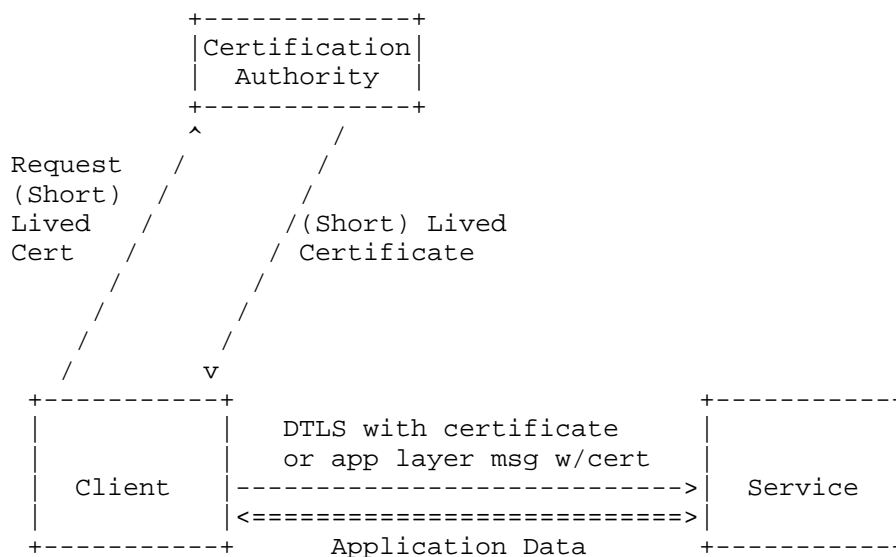 Certification
Authority
Request
(Short)
Lived
Cert
(Short) Lived
Certificate
DTLS with certificate
or app layer msg w/cert
Client
Service
Application Data